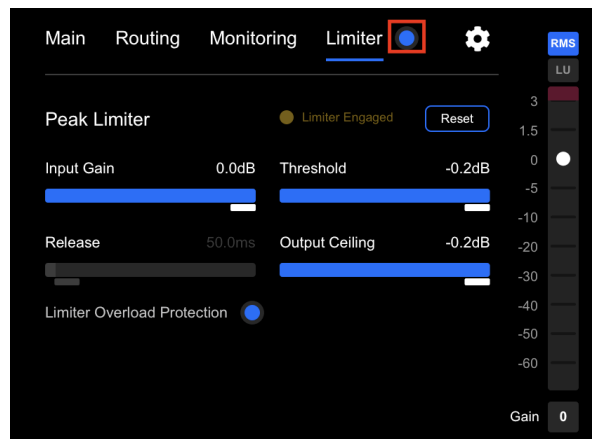 Main Routing Monitoring Limiter
RMS
LU
Peak Limiter Limiter Engaged Reset
Input Gain 0.0dB Threshold -0.2dB
Release 50.0ms Output Ceiling -0.2dB
Limiter Overload Protection
3
1.5
0
-5
-10
-20
-30
-40
-50
-60
Gain 0